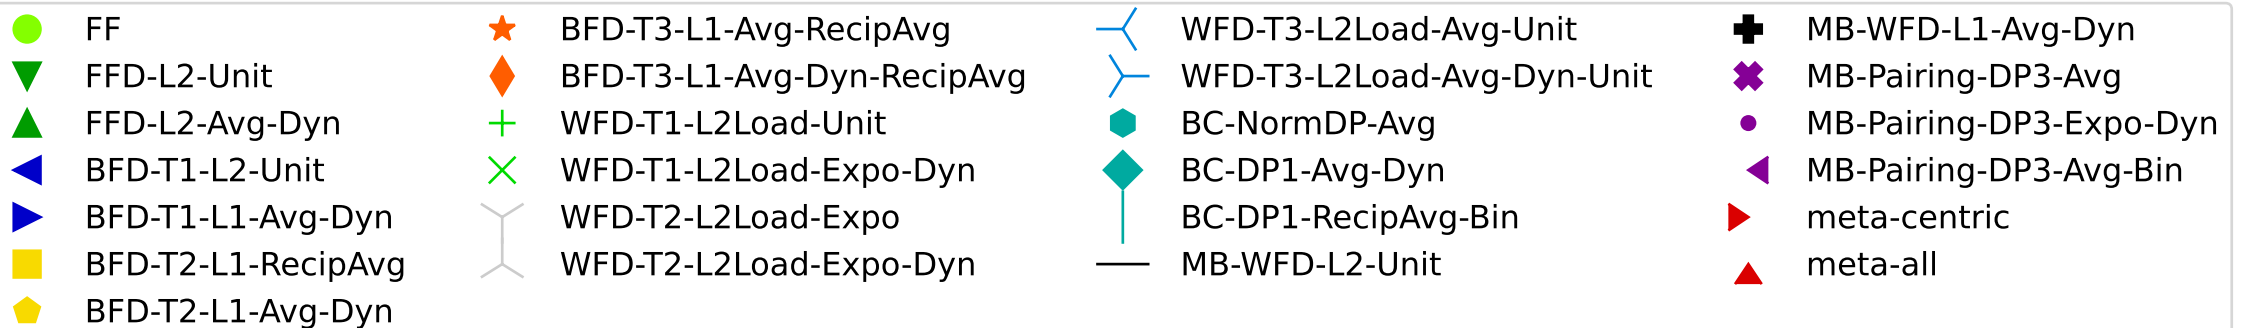 FF
FFD-L2-Unit
FFD-L2-Avg-Dyn
BFD-T1-L2-Unit
BFD-T1-L1-Avg-Dyn
BFD-T2-L1-RecipAvg
BFD-T2-L1-Avg-Dyn
BFD-T3-L1-Avg-RecipAvg
BFD-T3-L1-Avg-Dyn-RecipAvg
WFD-T1-L2Load-Unit
WFD-T1-L2Load-Expo-Dyn
WFD-T2-L2Load-Expo
WFD-T2-L2Load-Expo-Dyn
WFD-T3-L2Load-Avg-Unit
WFD-T3-L2Load-Avg-Dyn-Unit
BC-NormDP-Avg
BC-DP1-Avg-Dyn
BC-DP1-RecipAvg-Bin
MB-WFD-L2-Unit
MB-WFD-L1-Avg-Dyn
MB-Pairing-DP3-Avg
MB-Pairing-DP3-Expo-Dyn
MB-Pairing-DP3-Avg-Bin
meta-centric
meta-all